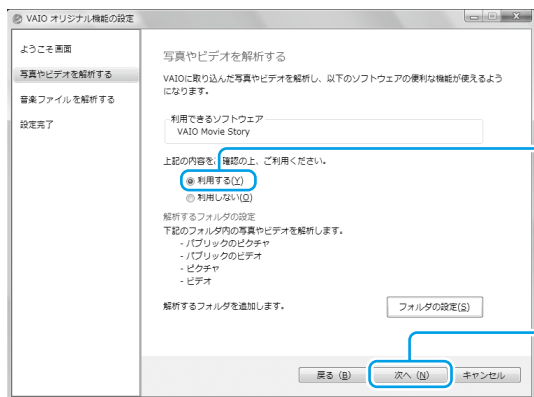 VAIO オリジナル機能の設定
ようこそ画面
写真やビデオを解析する
音楽ファイルを解析する
設定完了
写真やビデオを解析する
VAIOに取り込んだ写真やビデオを解析し、以下のソフトウェアの便利な機能が使えるよう
になります。
利用できるソフトウェア
VAIO Movie Story
上記の内容をご確認の上、ご利用ください。
利用する(Y)
利用しない(O)
解析するフォルダの設定
下記のフォルダ内の写真やビデオを解析します。
- パブリックのピクチャ
- パブリックのビデオ
- ピクチャ
- ビデオ
解析するフォルダを追加します。
フォルダの設定(S)
戻る (B)
次へ (N)
キャンセル